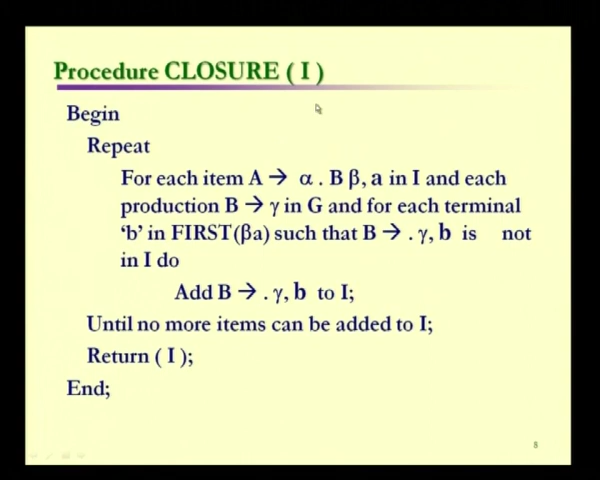 Procedure CLOSURE ( I )
Begin
Repeat
For each item A → α . B β, a in I and each
production B → γ in G and for each terminal
‘b’ in FIRST(βa) such that B → . γ, b is not
in I do
Add B → . γ, b to I;
Until no more items can be added to I;
Return ( I );
End;
8